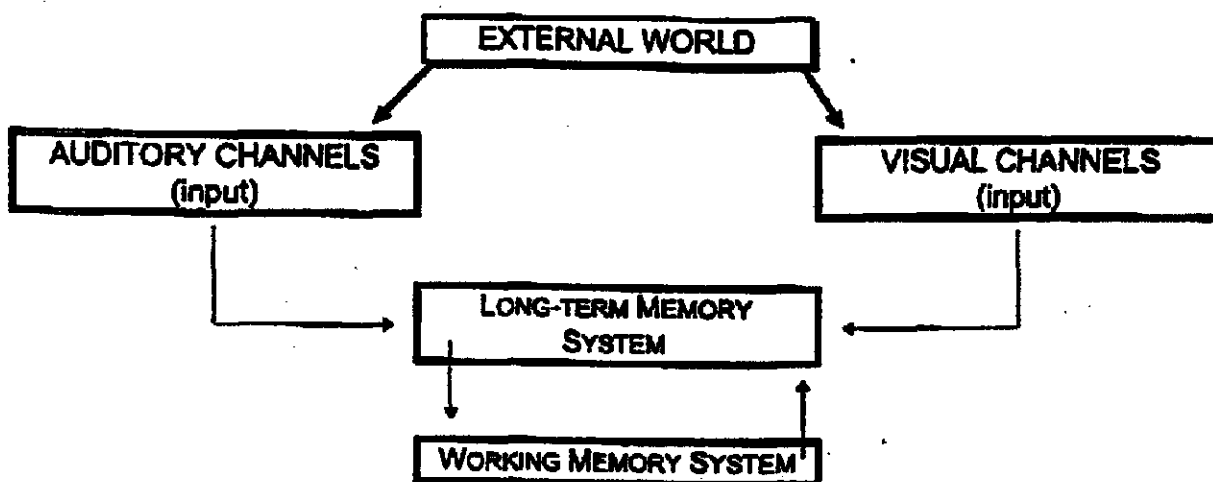 EXTERNAL WORLD
AUDITORY CHANNELS
(input)
VISUAL CHANNELS
(input)
LONG-TERM MEMORY
SYSTEM
WORKING MEMORY SYSTEM